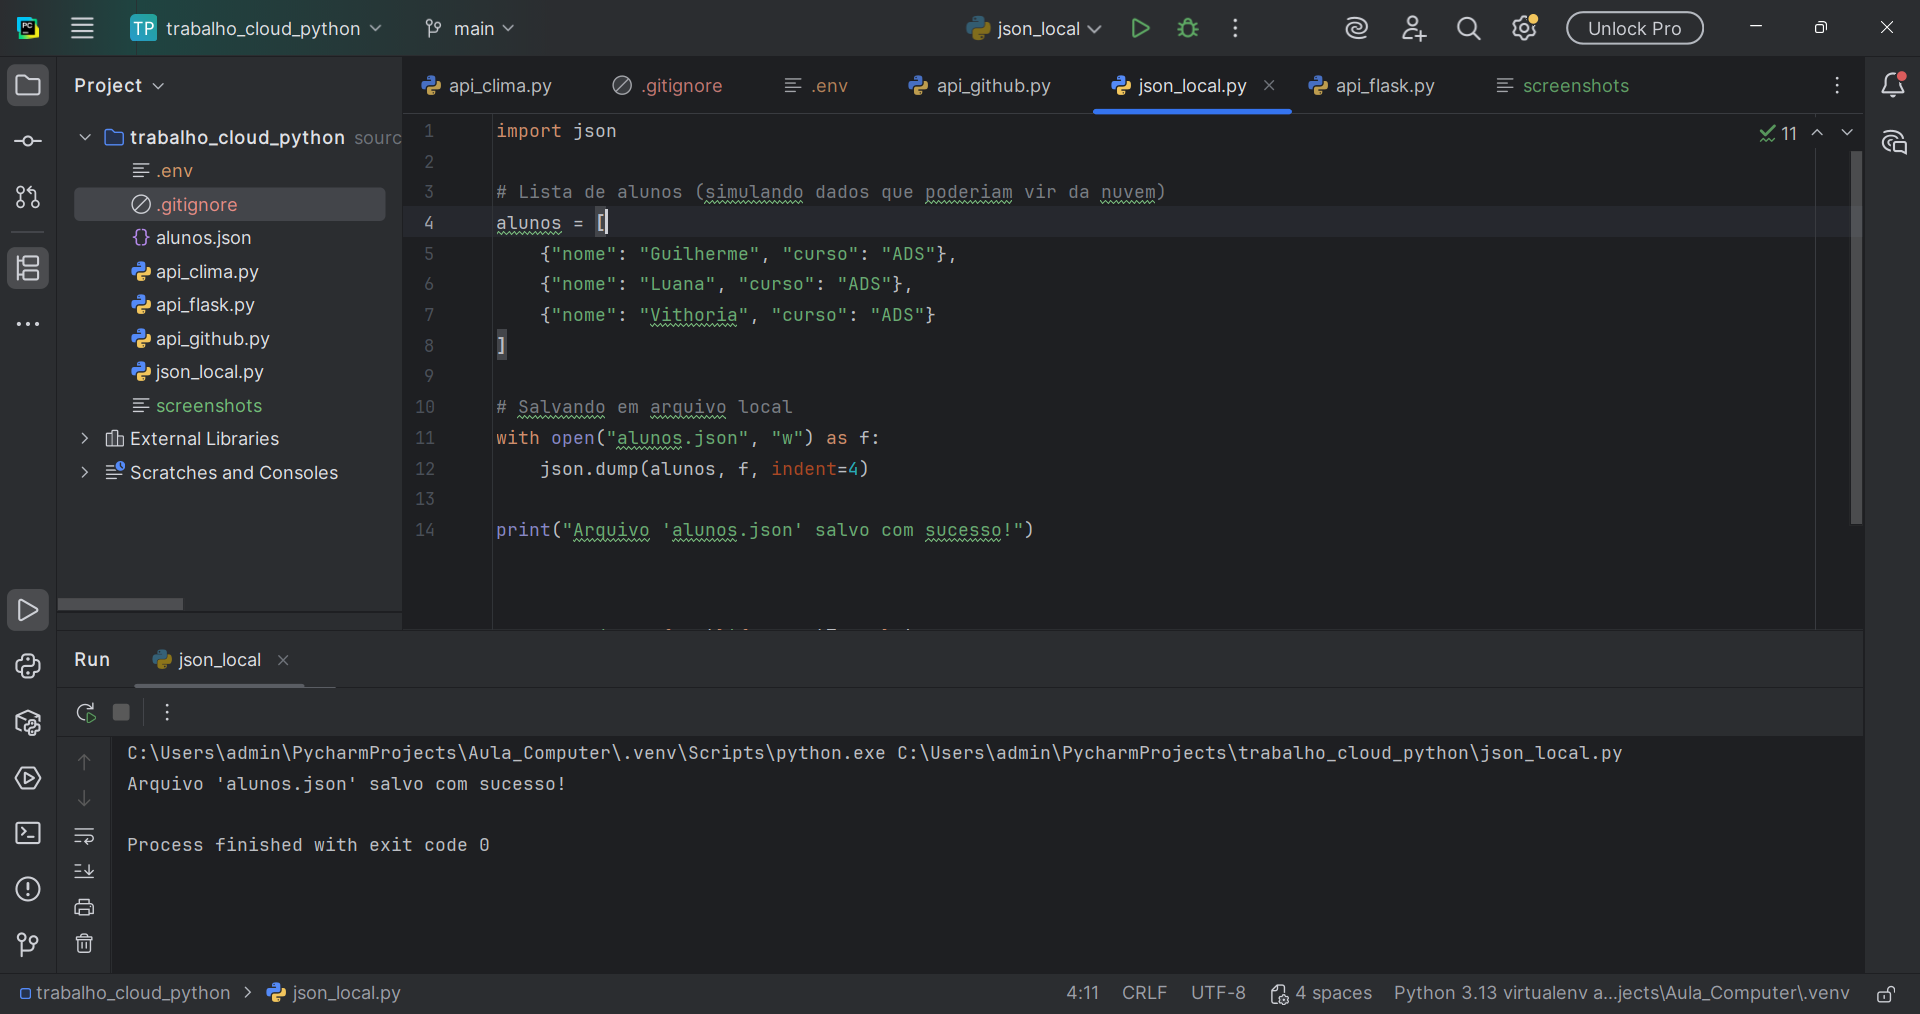 PC
TP trabalho_cloud_python main json_local Unlock Pro
Project
api_clima.py .gitignore .env api_github.py json_local.py api_flask.py screenshots
trabalho_cloud_python sourc
.env
.gitignore
alunos.json
api_clima.py
api_flask.py
api_github.py
json_local.py
screenshots
External Libraries
Scratches and Consoles
11
1 import json
2
3 # Lista de alunos (simulando dados que poderiam vir da nuvem)
4 alunos = [
5 {"nome": "Guilherme", "curso": "ADS"},
6 {"nome": "Luana", "curso": "ADS"},
7 {"nome": "Vithoria", "curso": "ADS"}
8 ]
9
10 # Salvando em arquivo local
11 with open("alunos.json", "w") as f:
12 json.dump(alunos, f, indent=4)
13
14 print("Arquivo 'alunos.json' salvo com sucesso!")
Run json_local
C:\Users\admin\PycharmProjects\Aula_Computer\.venv\Scripts\python.exe C:\Users\admin\PycharmProjects\trabalho_cloud_python\json_local.py
Arquivo 'alunos.json' salvo com sucesso!
Process finished with exit code 0
trabalho_cloud_python json_local.py 4:11 CRLF UTF-8 4 spaces Python 3.13 virtualenv a...jects\Aula_Computer\.venv